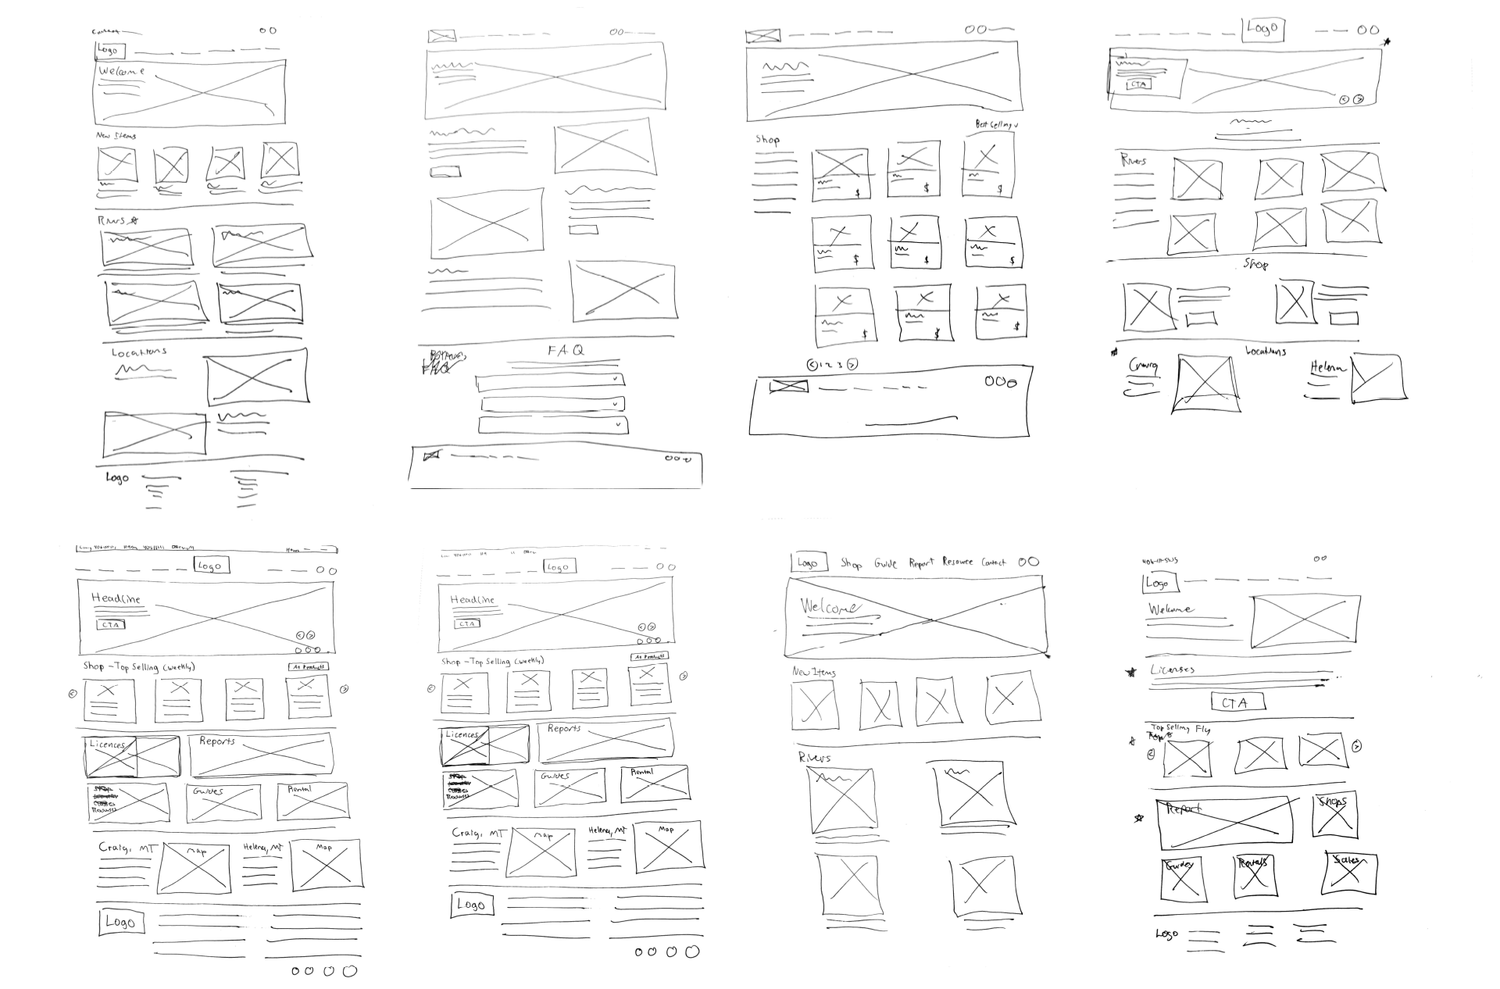 Logo
Welcome
New Items
Rivers
Locations
Logo
FAQ
Best Selling
Shop
$
$
$
$
$
$
$
$
$
1 2 3
Logo
CTA
Rivers
Shop
Locations
Craig
Helena
Logo
Headline
CTA
Shop - Top Selling (weekly)
All Products
Licences
Reports
Guides
Rental
Craig, MT
Map
Helena, MT
Map
Logo
Logo
Headline
CTA
Shop - Top Selling (weekly)
All Products
Licences
Reports
Guides
Rental
Craig, MT
Map
Helena, MT
Map
Logo
Logo
Shop Guide Report Resource Contact
Welcome
New Items
Rivers
Logo
Welcome
Licenses
CTA
Top Selling Fly
Report
Shops
Guides
Rentals
Sales
Logo